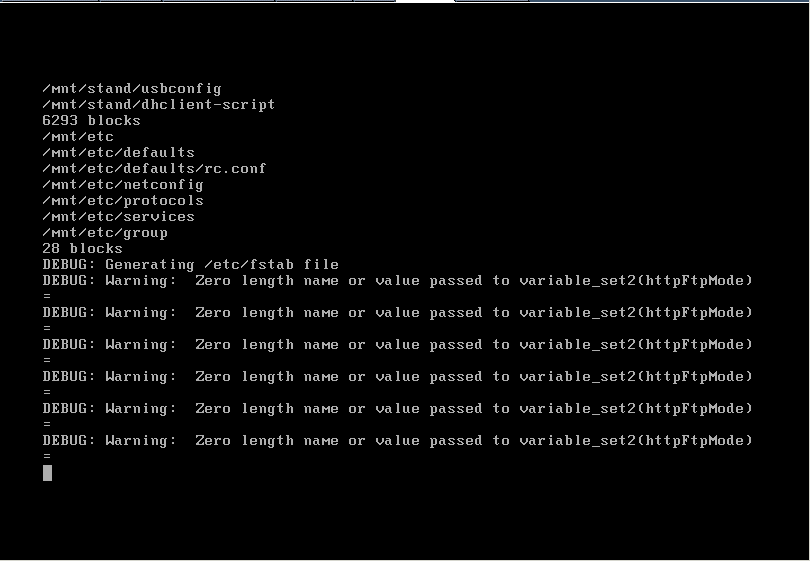 /mnt/stand/usbconfig
/mnt/stand/dhclient-script
6293 blocks
/mnt/etc
/mnt/etc/defaults
/mnt/etc/defaults/rc.conf
/mnt/etc/netconfig
/mnt/etc/protocols
/mnt/etc/services
/mnt/etc/group
28 blocks
DEBUG: Generating /etc/fstab file
DEBUG: Warning:  Zero length name or value passed to variable_set2(httpFtpMode)
=
DEBUG: Warning:  Zero length name or value passed to variable_set2(httpFtpMode)
=
DEBUG: Warning:  Zero length name or value passed to variable_set2(httpFtpMode)
=
DEBUG: Warning:  Zero length name or value passed to variable_set2(httpFtpMode)
=
DEBUG: Warning:  Zero length name or value passed to variable_set2(httpFtpMode)
=
DEBUG: Warning:  Zero length name or value passed to variable_set2(httpFtpMode)
=